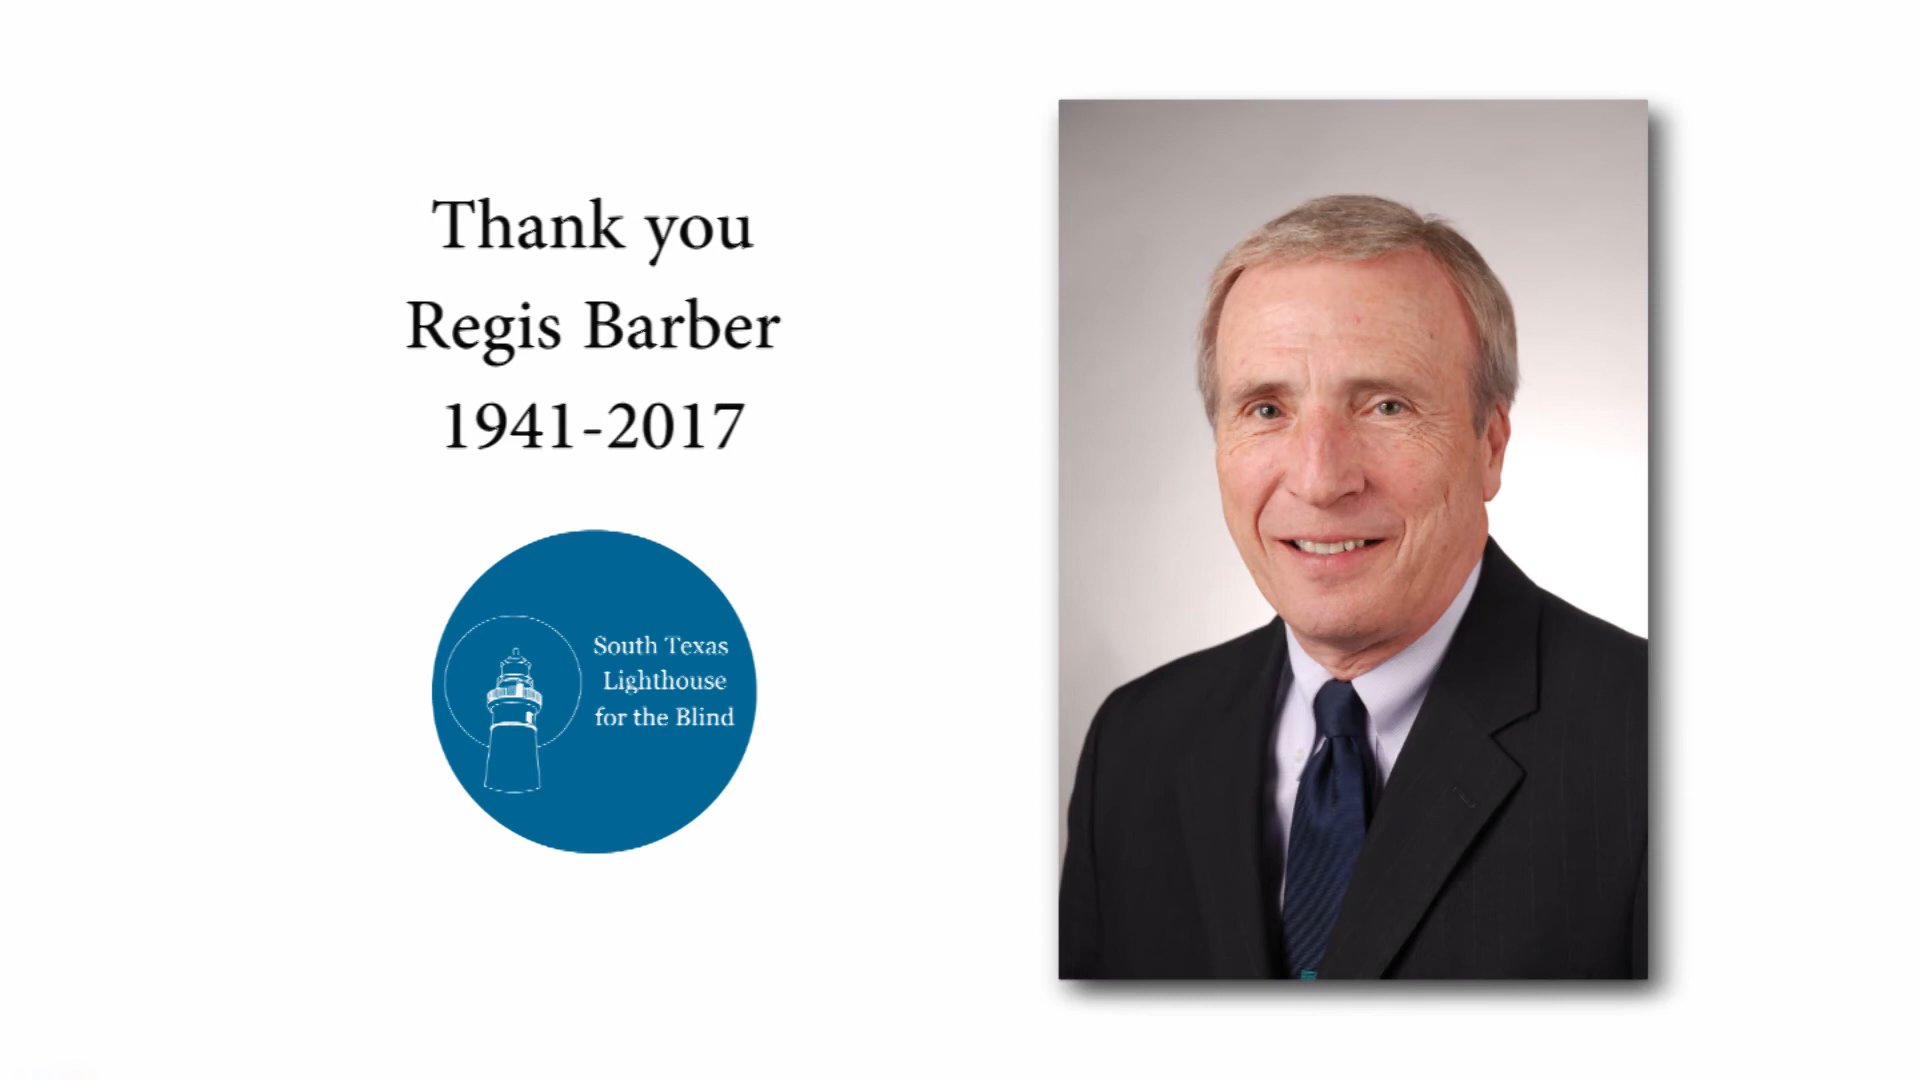 Thank you
Regis Barber
1941-2017
South Texas
Lighthouse
for the Blind